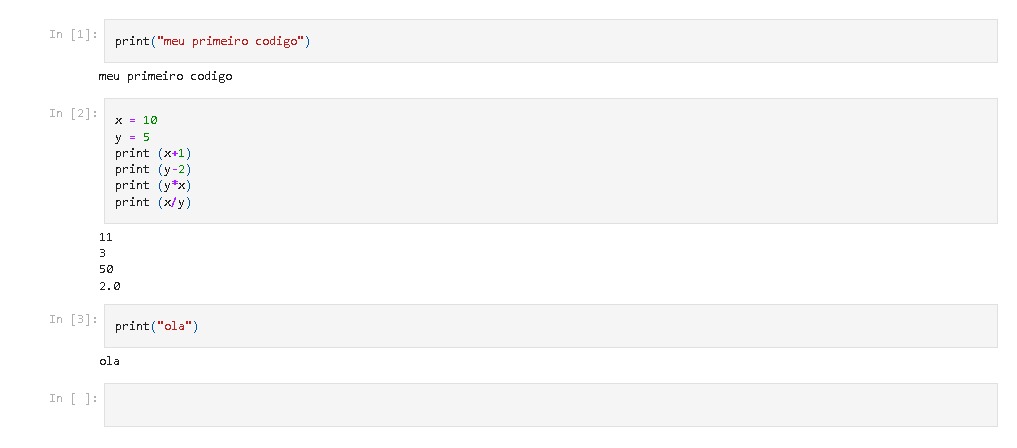 In [1]:
print("meu primeiro codigo")
meu primeiro codigo
In [2]:
x = 10
y = 5
print (x+1)
print (y-2)
print (y*x)
print (x/y)
11
3
50
2.0
In [3]:
print("ola")
ola
In [ ]: